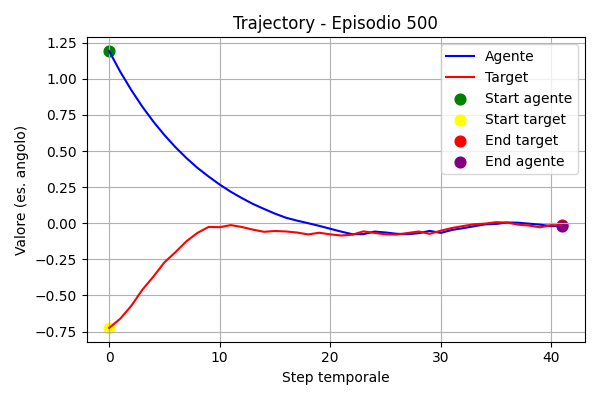 Trajectory - Episodio 500
Valore (es. angolo)
1.25
1.00
0.75
0.50
0.25
0.00
−0.25
−0.50
−0.75
Agente
Target
Start agente
Start target
End target
End agente
0
10
20
30
40
Step temporale